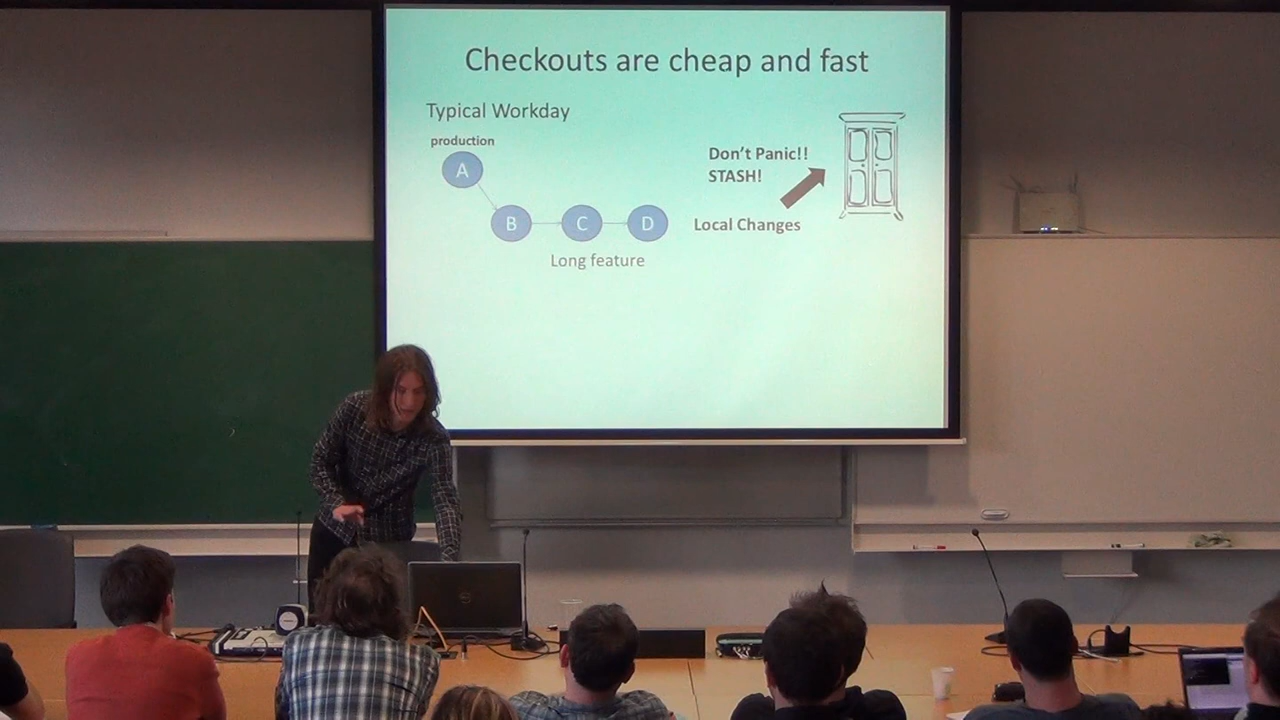 Checkouts are cheap and fast
Typical Workday
production
A
B
C
D
Long feature
Don't Panic!!
STASH!
Local Changes